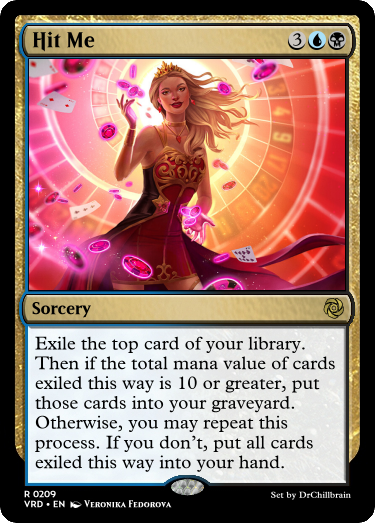 Hit Me 3
Sorcery
Exile the top card of your library.
Then if the total mana value of cards
exiled this way is 10 or greater, put
those cards into your graveyard.
Otherwise, you may repeat this
process. If you don't, put all cards
exiled this way into your hand.
R 0209
VRD • EN Veronika Fedorova
Set by DrChillbrain